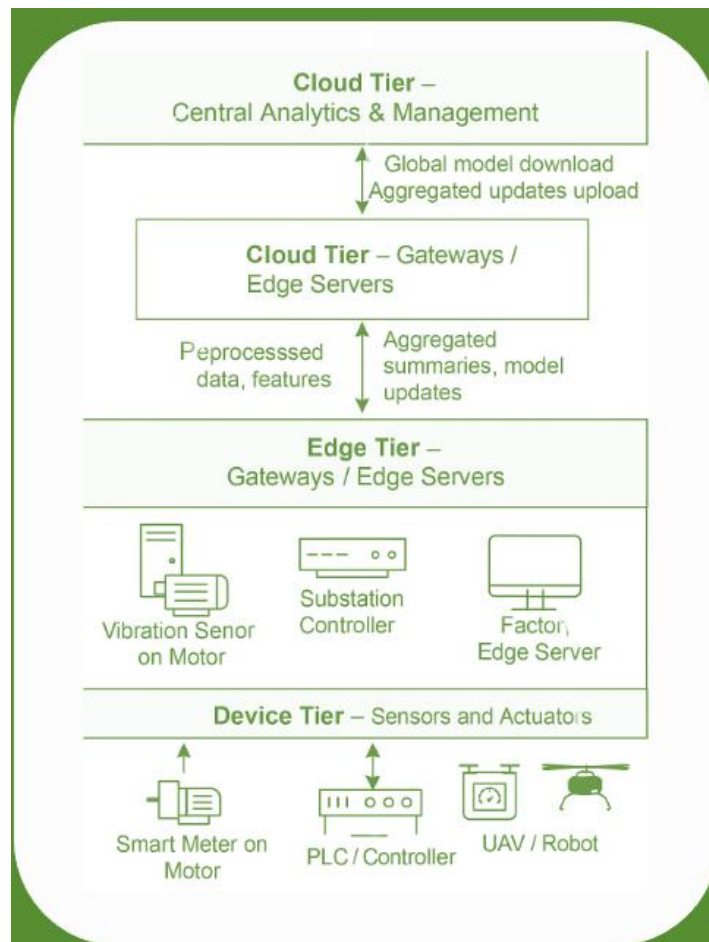 Cloud Tier –
Central Analytics & Management
Global model download
Aggregated updates upload
Cloud Tier – Gateways /
Edge Servers
Peprocesssed
data, features
Aggregated
summaries, model
updates
Edge Tier –
Gateways / Edge Servers
Vibration Senor
on Motor
Substation
Controller
Factor,
Edge Server
Device Tier – Sensors and Actuators
Smart Meter on
Motor
PLC / Controller
UAV / Robot